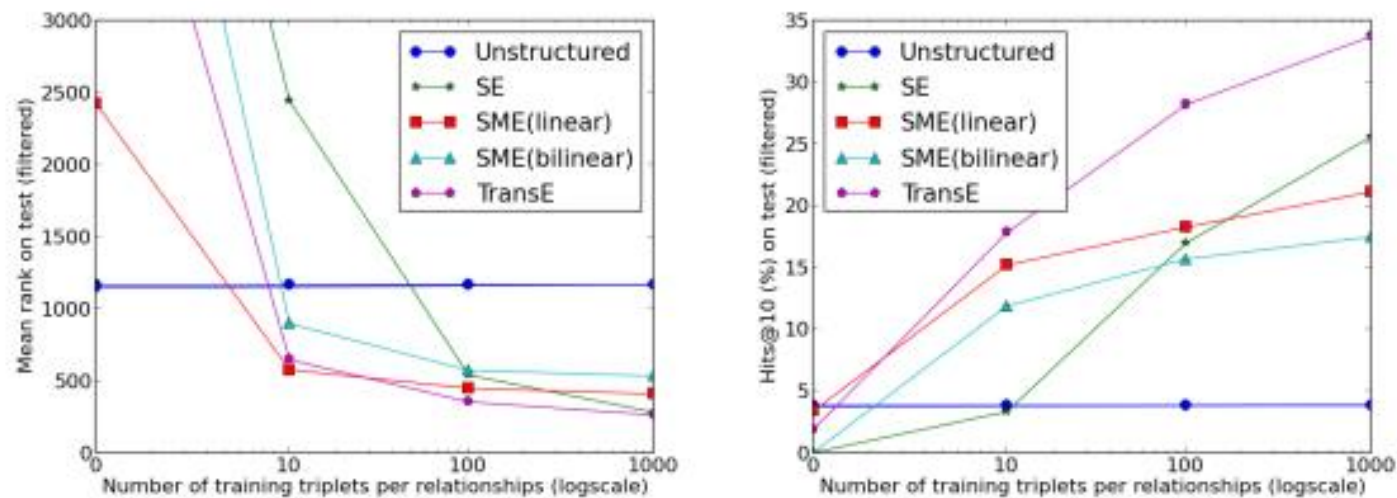 3000
2500
2000
1500
1000
500
0
Mean rank on test (filtered)
Unstructured
SE
SME(linear)
SME(bilinear)
TransE
0 10 100 1000
Number of training triplets per relationships (logscale)
35
30
25
20
15
10
5
0
Hits@10 (%) on test (filtered)
Unstructured
SE
SME(linear)
SME(bilinear)
TransE
0 10 100 1000
Number of training triplets per relationships (logscale)